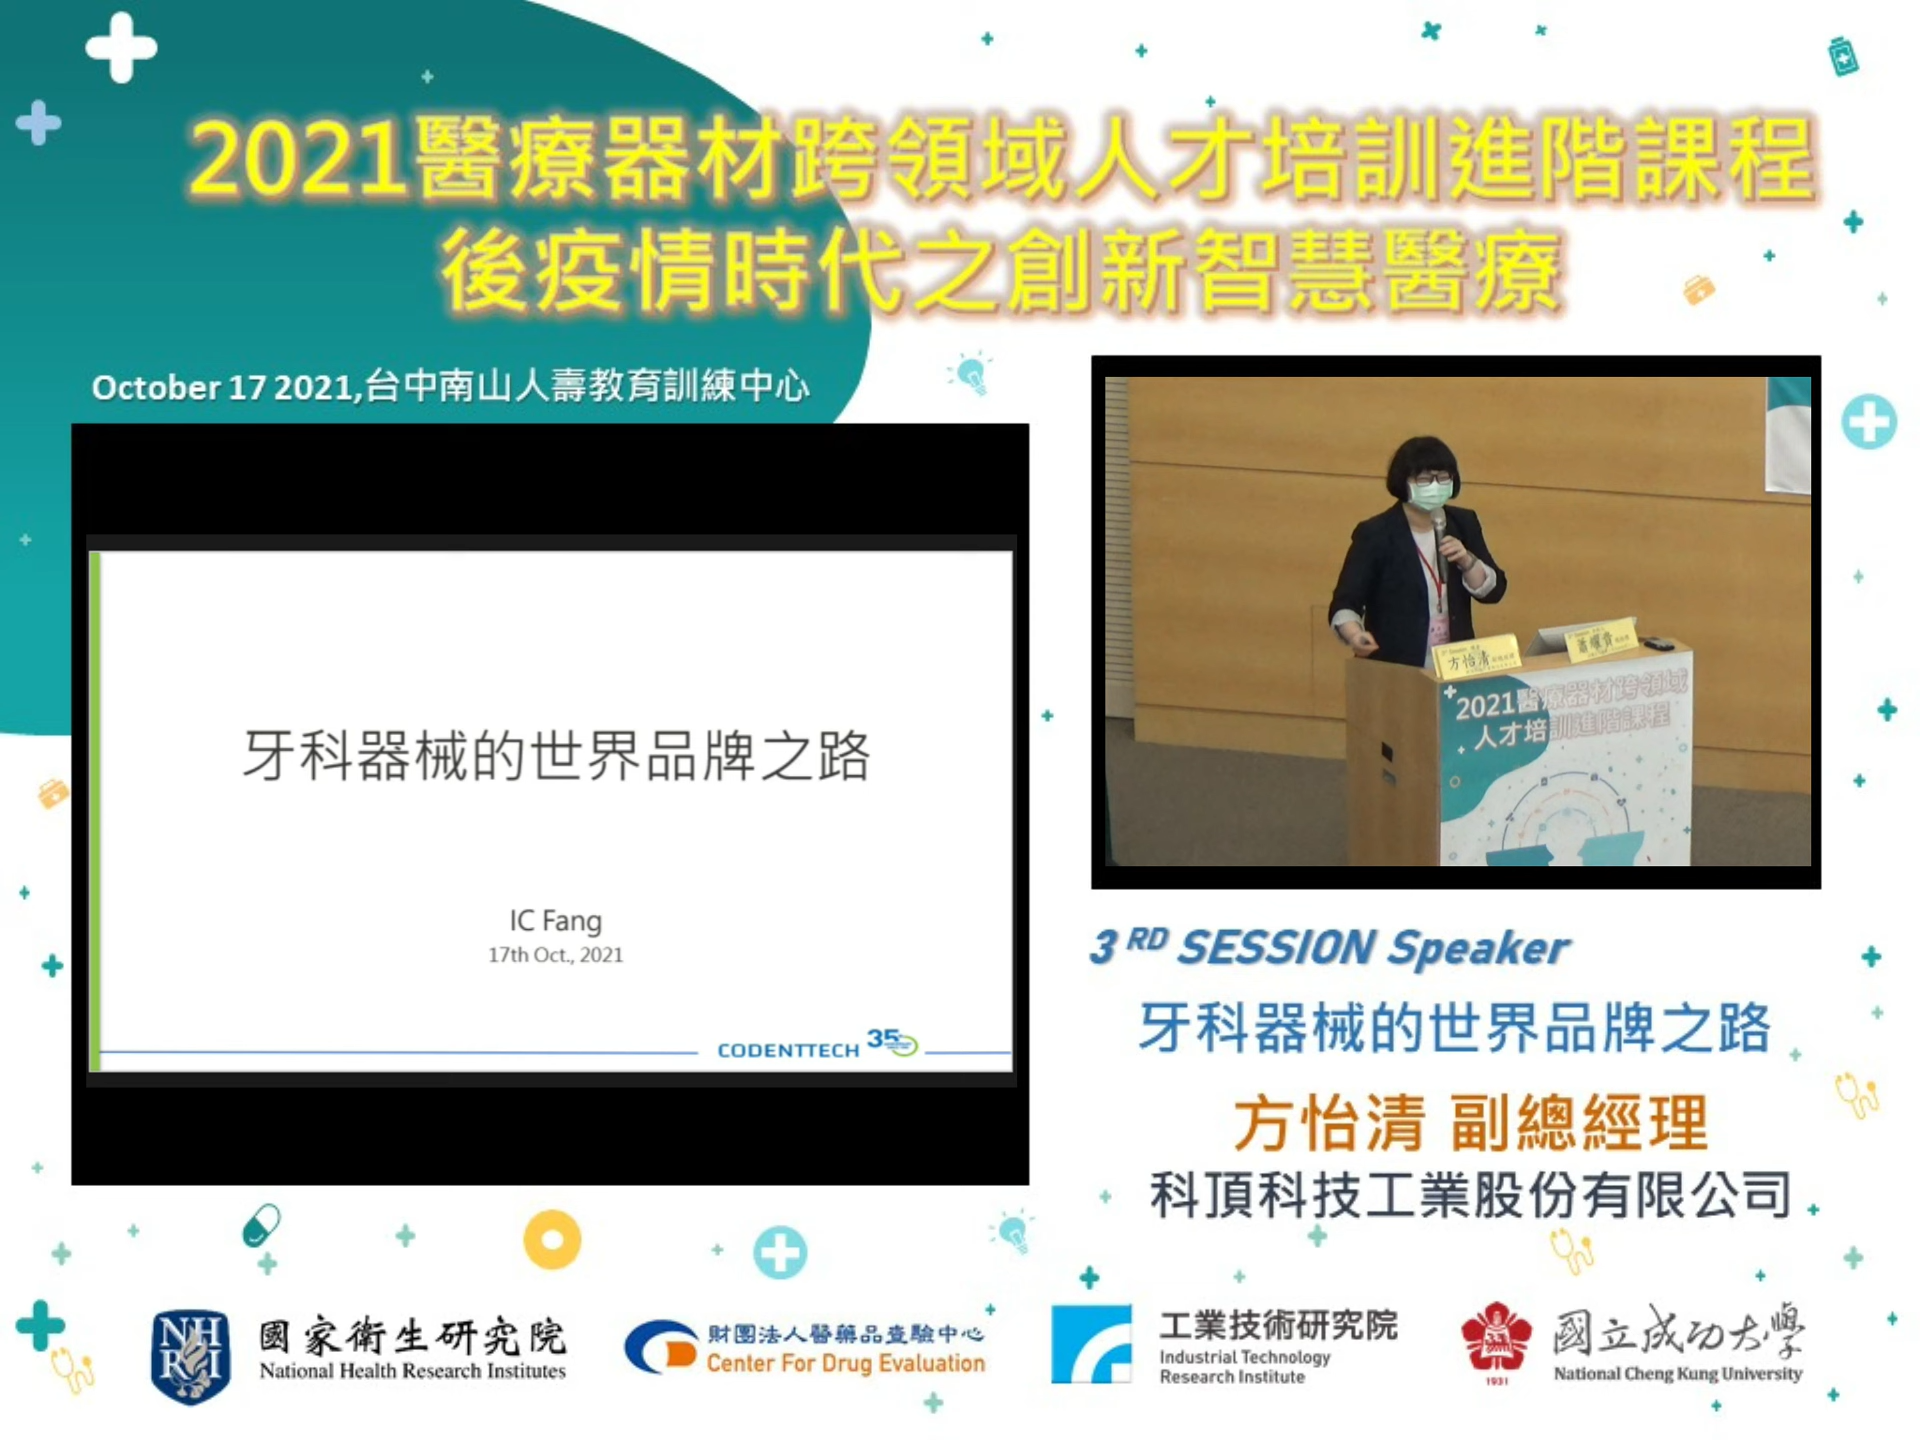 2021醫療器材跨領域人才培訓進階課程
後疫情時代之創新智慧醫療
October 17 2021,台中南山人壽教育訓練中心
牙科器械的世界品牌之路
IC Fang
17th Oct., 2021
CODENTTECH 35
方怡清
蕭燿貴
2021醫療器材跨領域
人才培訓進階課程
3 RD SESSION Speaker
牙科器械的世界品牌之路
方怡清 副總經理
科頂科技工業股份有限公司
NHRI
國家衛生研究院
National Health Research Institutes
財團法人醫藥品查驗中心
Center For Drug Evaluation
工業技術研究院
Industrial Technology
Research Institute
1931
國立成功大學
National Cheng Kung University